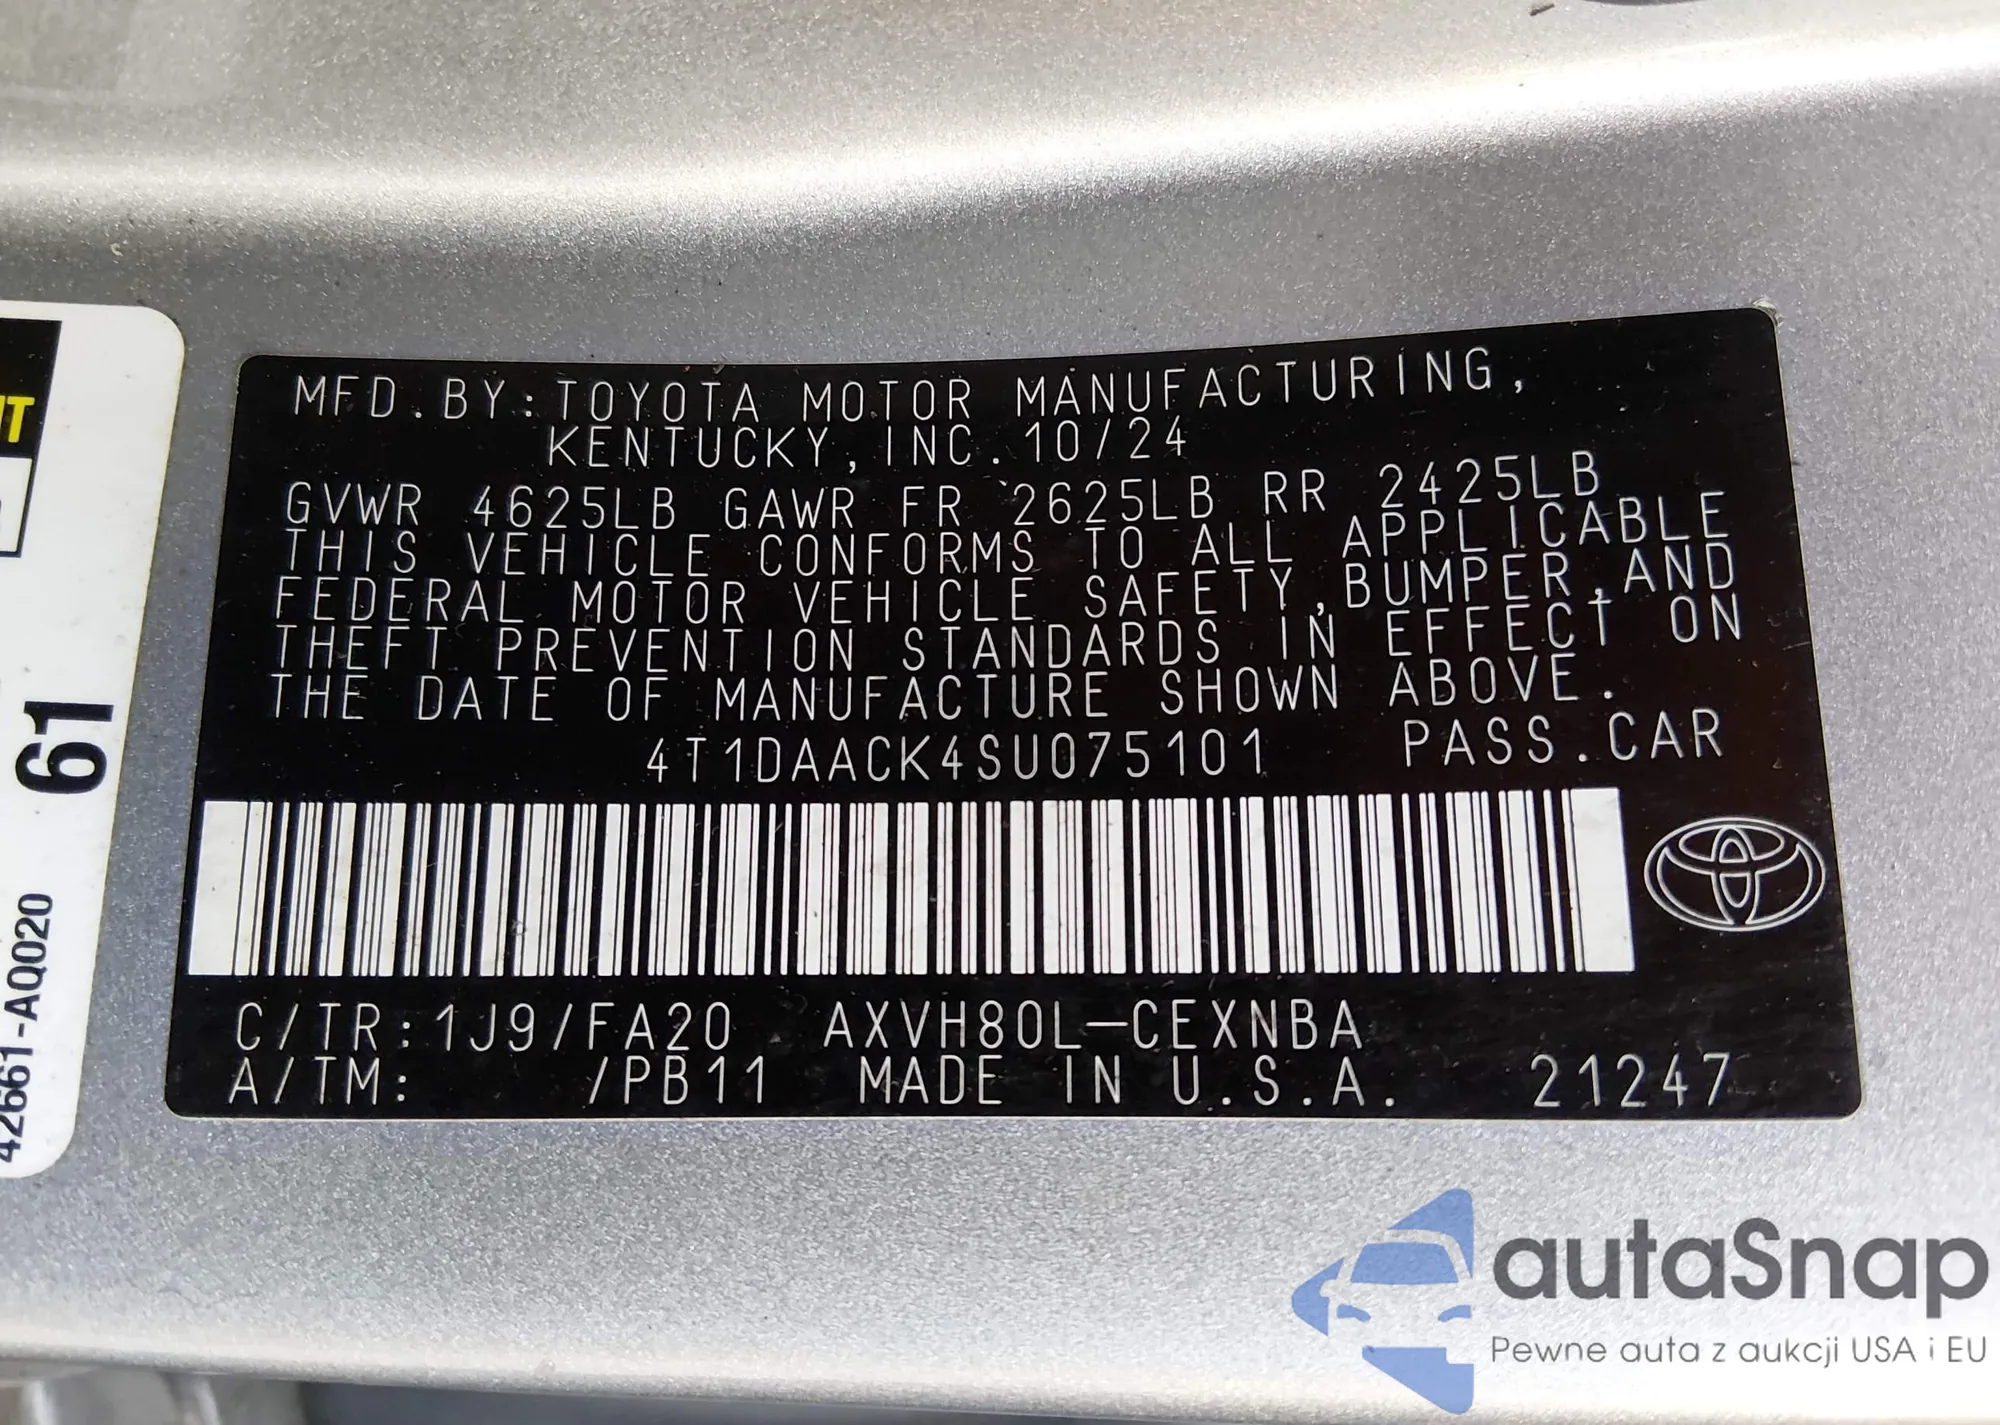 MFD.BY:TOYOTA MOTOR MANUFACTURING,
KENTUCKY, INC. 10/24
GVWR 4625LB GAWR FR 2625LB RR 2425LB
THIS VEHICLE CONFORMS TO ALL APPLICABLE
FEDERAL MOTOR VEHICLE SAFETY,BUMPER,AND
THEFT PREVENTION STANDARDS IN EFFECT ON
THE DATE OF MANUFACTURE SHOWN ABOVE.
4T1DAACK4SU075101 PASS.CAR
C/TR:1J9/FA20 AXVH80L-CEXNBA
A/TM: /PB11 MADE IN U.S.A. 21247
61
42661-AQ020
autaSnap
Pewne auta z aukcji USA i EU